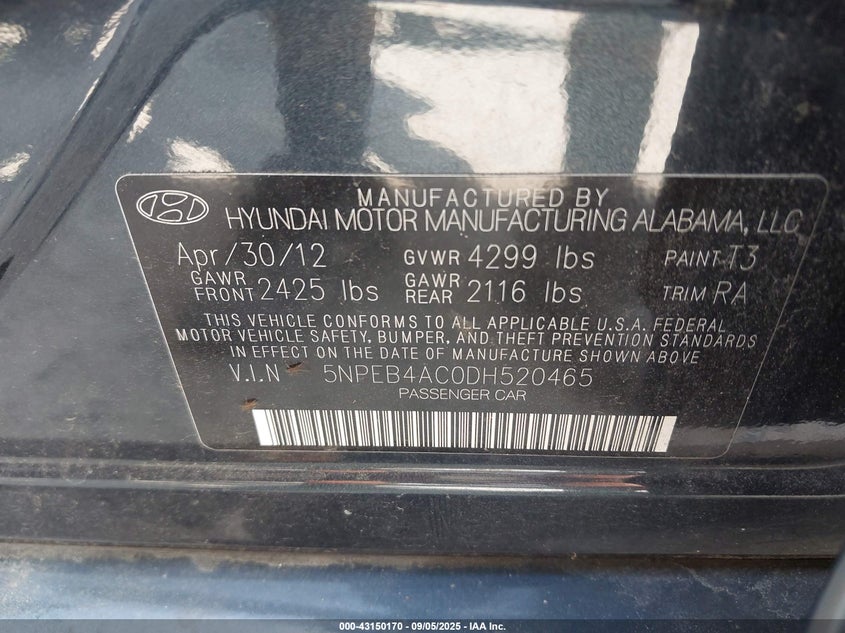 MANUFACTURED BY
HYUNDAI MOTOR MANUFACTURING ALABAMA, LLC
Apr/30/12 GVWR 4299 lbs PAINT T3
GAWR FRONT 2425 lbs GAWR REAR 2116 lbs TRIM RA
THIS VEHICLE CONFORMS TO ALL APPLICABLE U.S.A. FEDERAL
MOTOR VEHICLE SAFETY, BUMPER, AND THEFT PREVENTION STANDARDS
IN EFFECT ON THE DATE OF MANUFACTURE SHOWN ABOVE
V.I.N 5NPEB4AC0DH520465
PASSENGER CAR
000-43150170 - 09/05/2025 - IAA Inc.